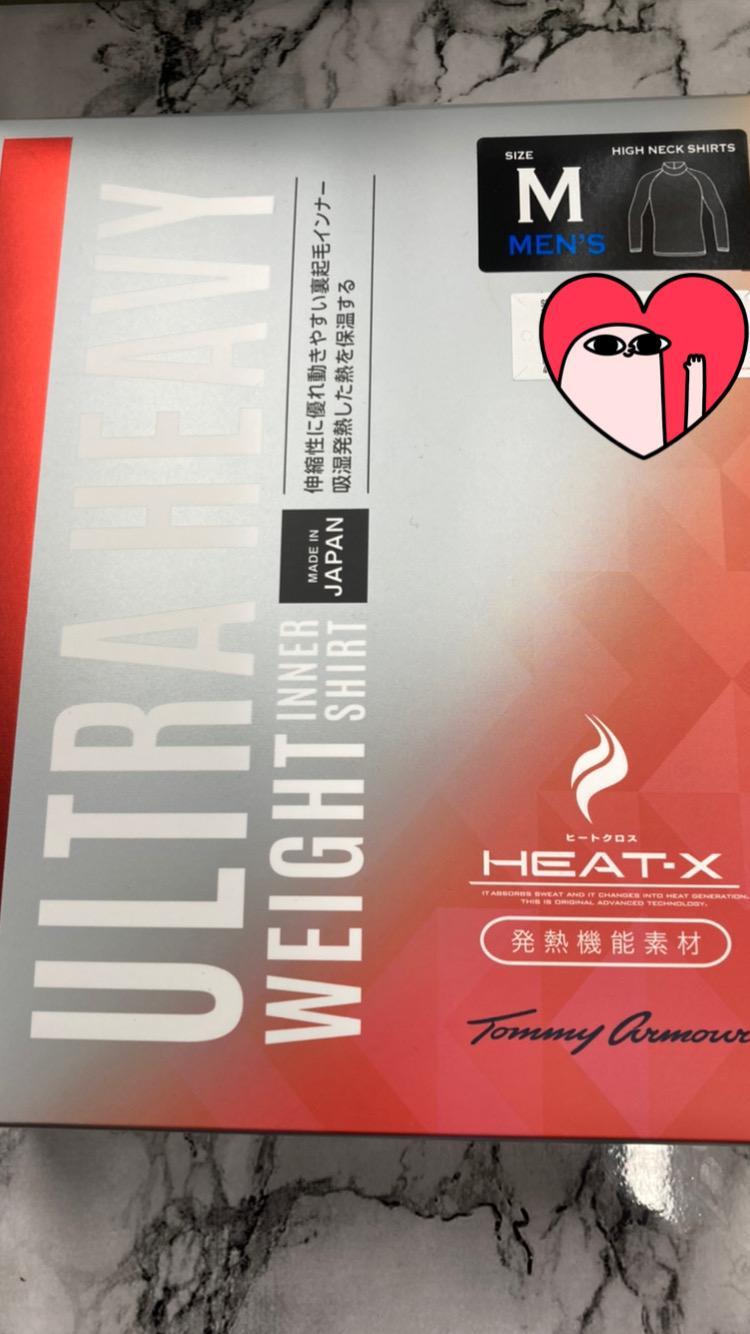 SIZE
M
MEN'S
HIGH NECK SHIRTS
ULTRA HEAVY
WEIGHT
INNER
SHIRT
MADE IN
JAPAN
伸縮性に優れ動きやすい裏起毛インナー
吸湿発熱した熱を保温する
ヒートクロス
HEAT-X
IT ABSORBS SWEAT AND IT CHANGES INTO HEAT GENERATION.
THIS IS ORIGINAL ADVANCED TECHNOLOGY.
発熱機能素材
Tommy Armour